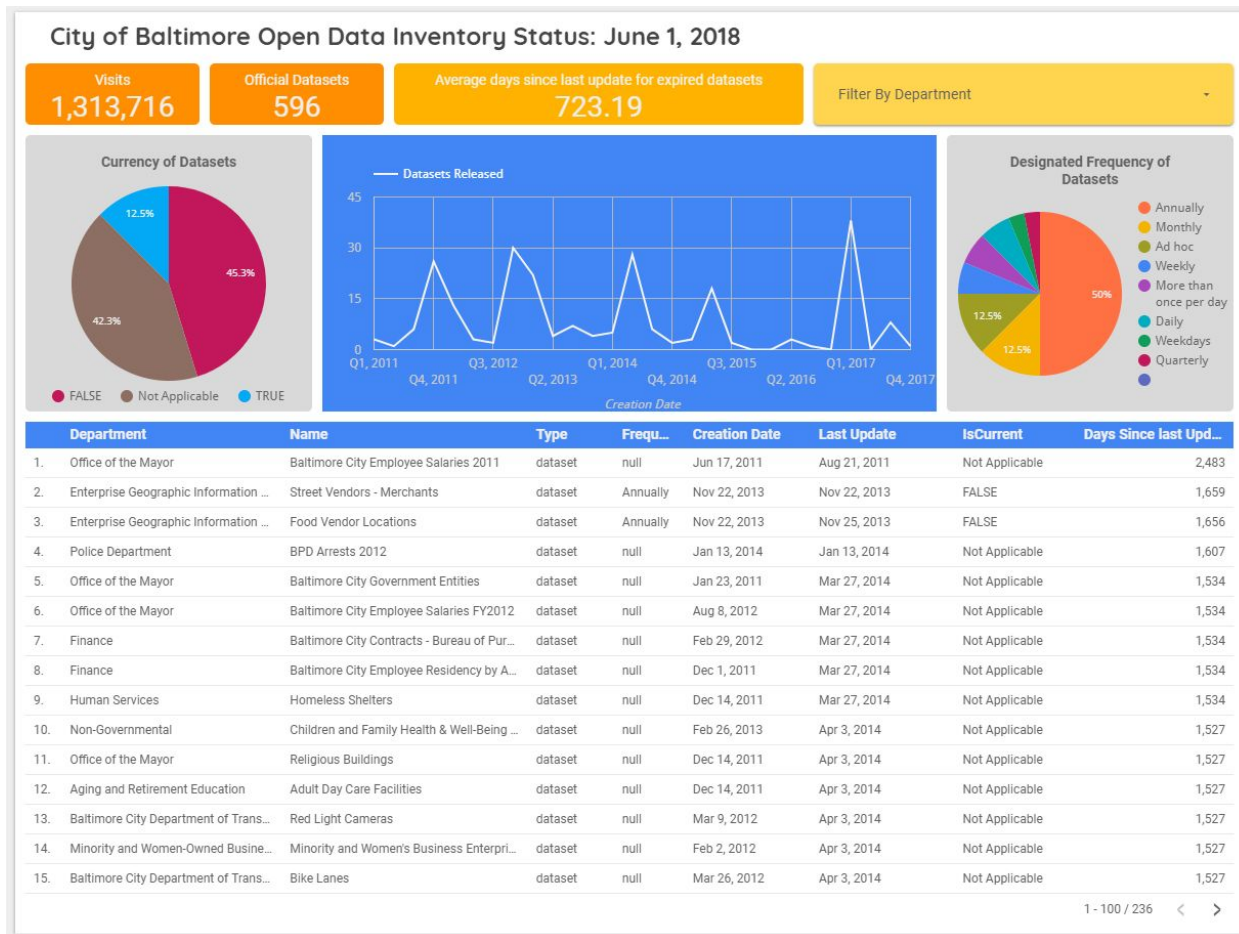 City of Baltimore Open Data Inventory Status: June 1, 2018
Visits
1,313,716
Official Datasets
596
Average days since last update for expired datasets
723.19
Filter By Department
Currency of Datasets
12.5%
45.3%
42.3%
FALSE Not Applicable TRUE
Datasets Released
45
30
15
0
Q1, 2011 Q3, 2012 Q1, 2014 Q3, 2015 Q1, 2017
Q4, 2011 Q2, 2013 Q4, 2014 Q2, 2016 Q4, 2017
Creation Date
Designated Frequency of
Datasets
50%
12.5%
12.5%
Annually
Monthly
Ad hoc
Weekly
More than
once per day
Daily
Weekdays
Quarterly
Department Name Type Frequ... Creation Date Last Update IsCurrent Days Since last Upd...
1. Office of the Mayor Baltimore City Employee Salaries 2011 dataset null Jun 17, 2011 Aug 21, 2011 Not Applicable 2,483
2. Enterprise Geographic Information ... Street Vendors - Merchants dataset Annually Nov 22, 2013 Nov 22, 2013 FALSE 1,659
3. Enterprise Geographic Information ... Food Vendor Locations dataset Annually Nov 22, 2013 Nov 25, 2013 FALSE 1,656
4. Police Department BPD Arrests 2012 dataset null Jan 13, 2014 Jan 13, 2014 Not Applicable 1,607
5. Office of the Mayor Baltimore City Government Entities dataset null Jan 23, 2011 Mar 27, 2014 Not Applicable 1,534
6. Office of the Mayor Baltimore City Employee Salaries FY2012 dataset null Aug 8, 2012 Mar 27, 2014 Not Applicable 1,534
7. Finance Baltimore City Contracts - Bureau of Pur... dataset null Feb 29, 2012 Mar 27, 2014 Not Applicable 1,534
8. Finance Baltimore City Employee Residency by A... dataset null Dec 1, 2011 Mar 27, 2014 Not Applicable 1,534
9. Human Services Homeless Shelters dataset null Dec 14, 2011 Mar 27, 2014 Not Applicable 1,534
10. Non-Governmental Children and Family Health & Well-Being ... dataset null Feb 26, 2013 Apr 3, 2014 Not Applicable 1,527
11. Office of the Mayor Religious Buildings dataset null Dec 14, 2011 Apr 3, 2014 Not Applicable 1,527
12. Aging and Retirement Education Adult Day Care Facilities dataset null Dec 14, 2011 Apr 3, 2014 Not Applicable 1,527
13. Baltimore City Department of Trans... Red Light Cameras dataset null Mar 9, 2012 Apr 3, 2014 Not Applicable 1,527
14. Minority and Women-Owned Busine... Minority and Women's Business Enterpri... dataset null Feb 2, 2012 Apr 3, 2014 Not Applicable 1,527
15. Baltimore City Department of Trans... Bike Lanes dataset null Mar 26, 2012 Apr 3, 2014 Not Applicable 1,527
1 - 100 / 236